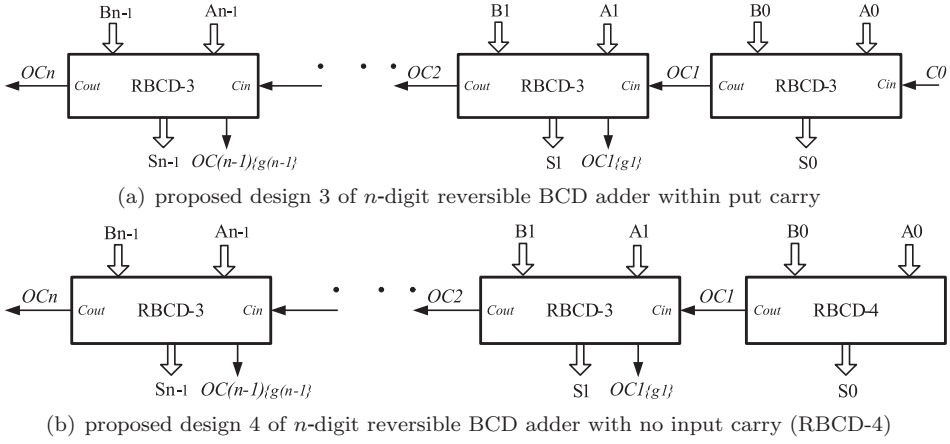 Bn-1 An-1 B1 A1 B0 A0
OCn Cout RBCD-3 Cin • • • OC2 Cout RBCD-3 Cin OC1 Cout RBCD-3 Cin C0
Sn-1 OC(n-1){g(n-1} S1 OC1{g1} S0
(a) proposed design 3 of n-digit reversible BCD adder within put carry
Bn-1 An-1 B1 A1 B0 A0
OCn Cout RBCD-3 Cin • • • OC2 Cout RBCD-3 Cin OC1 Cout RBCD-4
Sn-1 OC(n-1){g(n-1} S1 OC1{g1} S0
(b) proposed design 4 of n-digit reversible BCD adder with no input carry (RBCD-4)